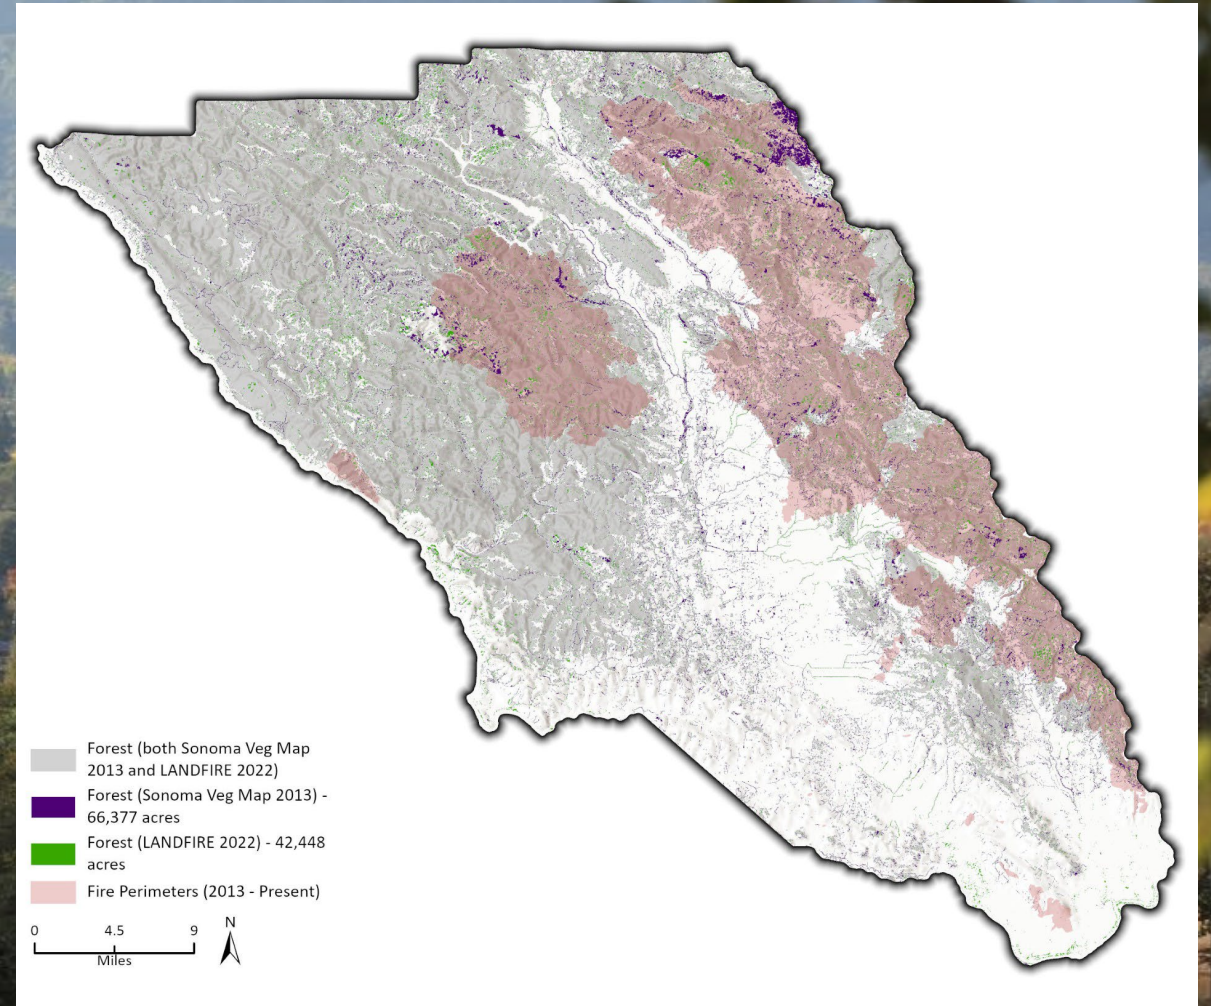 Forest (both Sonoma Veg Map
2013 and LANDFIRE 2022)
Forest (Sonoma Veg Map 2013) -
66,377 acres
Forest (LANDFIRE 2022) - 42,448
acres
Fire Perimeters (2013 - Present)
0 4.5 9
Miles
N